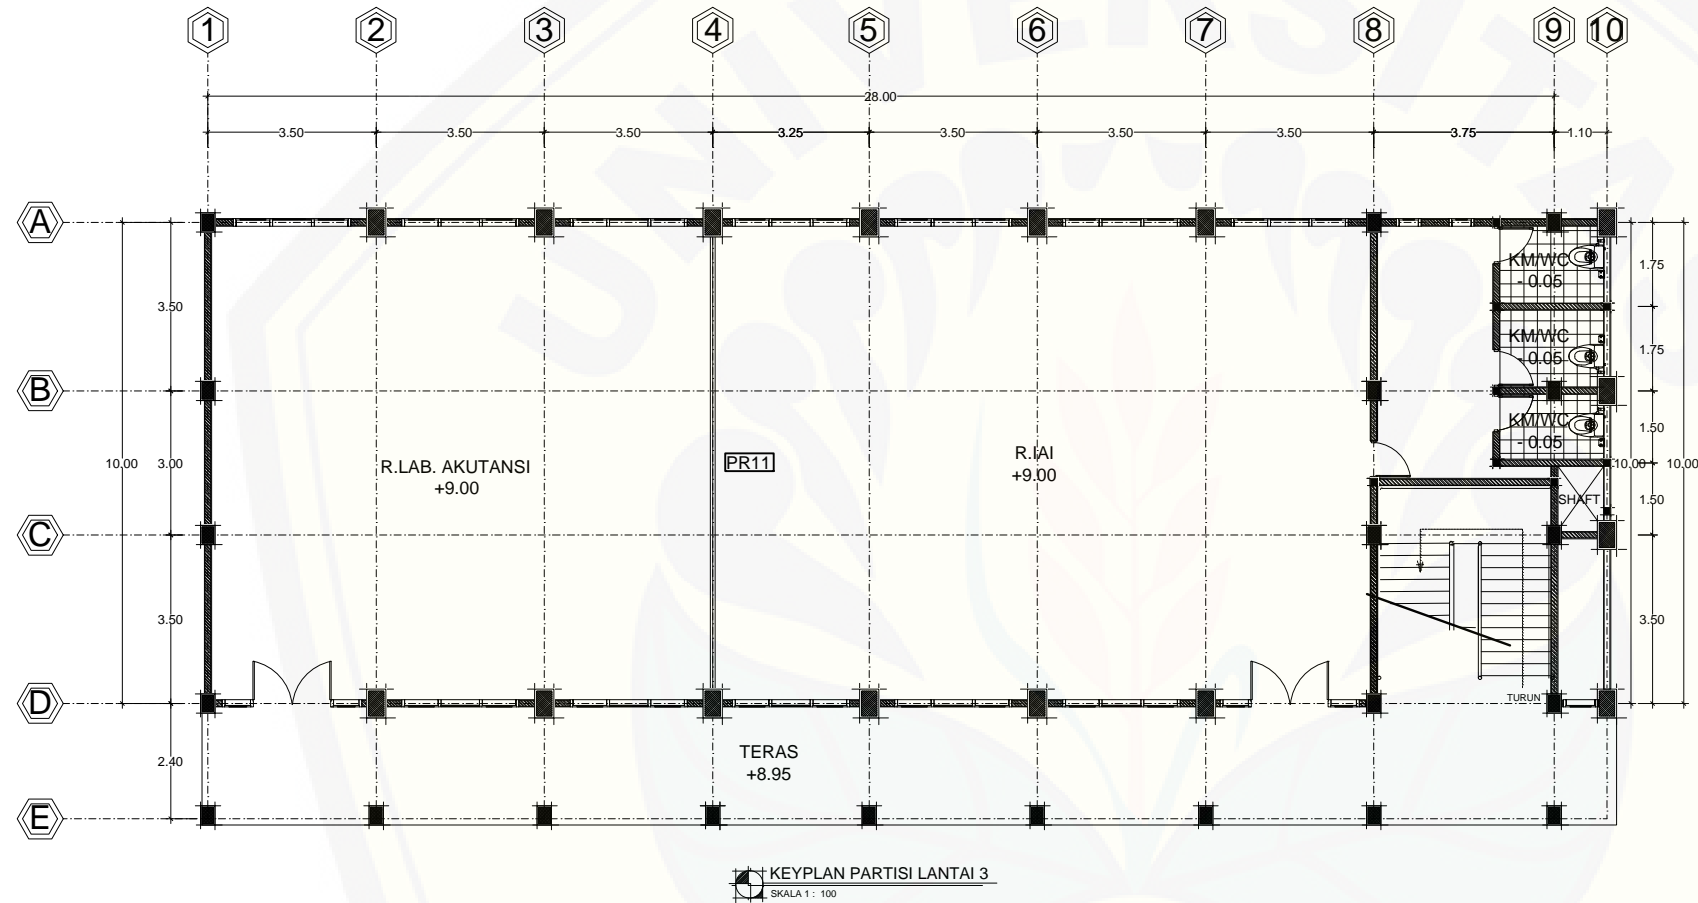 1 2 3 4 5 6 7 8 9 10
28.00
3.50 3.50 3.50 3.25 3.50 3.50 3.50 3.75 1.10
UNIVERSITAS
A
KM/WC
- 0.05
1.75
3.50
KM/WC
- 0.05
1.75
B
KM/WC
- 0.05
1.50
10.00 3.00
R.LAB. AKUTANSI
+9.00
PR11
R.IAI
+9.00
10.00 10.00
SHAFT
1.50
C
3.50
3.50
D
TURUN
TERAS
+8.95
2.40
E
KEYPLAN PARTISI LANTAI 3
SKALA 1 : 100